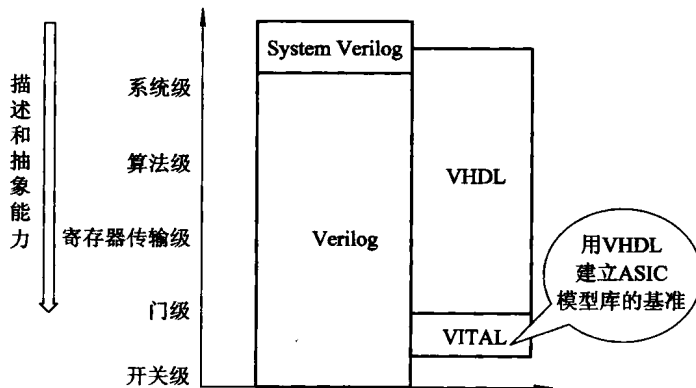 描述和抽象能力
系统级
算法级
寄存器传输级
门级
开关级
System Verilog
Verilog
VHDL
VITAL
用VHDL
建立ASIC
模型库的基准